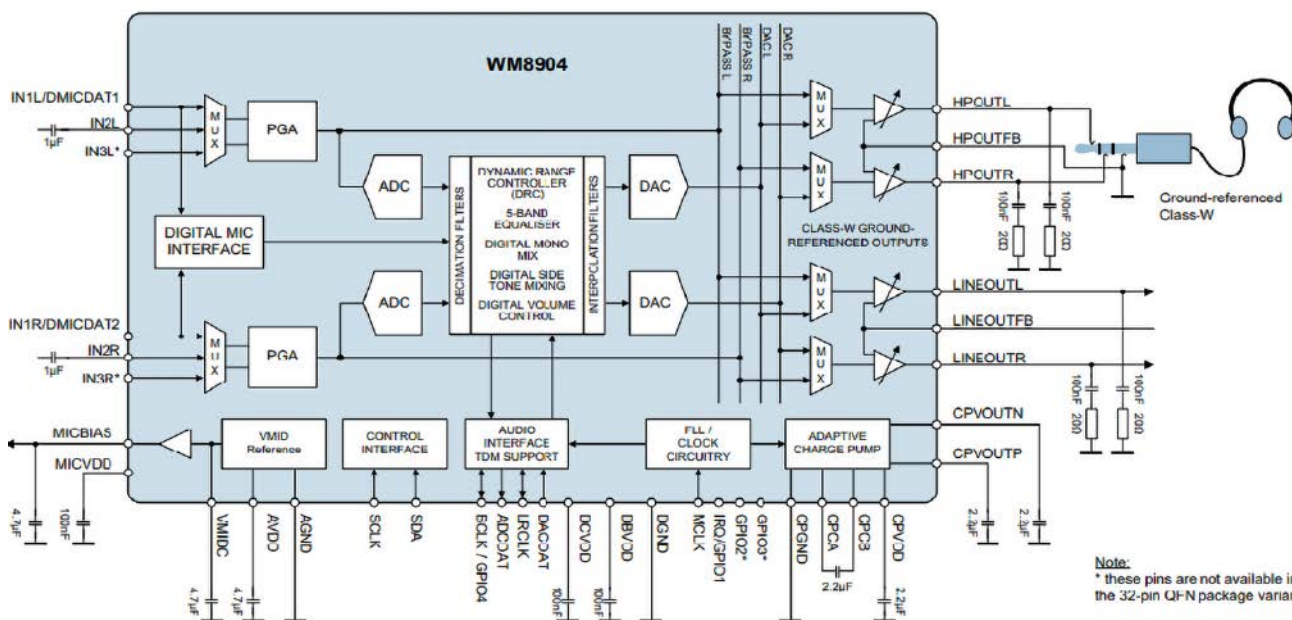 WM8904
BYPASS L
BYPASS R
DAC L
DAC R
IN1L/DMICDAT1
IN2L
1µF
IN3L*
MUX
PGA
ADC
DIGITAL MIC
INTERFACE
DECIMATION FILTERS
DYNAMIC RANGE
CONTROLLER
(DRC)
5-BAND
EQUALISER
DIGITAL MONO
MIX
DIGITAL SIDE
TONE MIXING
DIGITAL VOLUME
CONTROL
INTERPOLATION FILTERS
DAC
MUX
MUX
HPOUTL
HPOUTFB
HPOUTR
100nF
20Ω
100nF
20Ω
Ground-referenced
Class-W
CLASS-W GROUND-
REFERENCED OUTPUTS
ADC
DAC
IN1R/DMICDAT2
IN2R
1µF
IN3R*
MUX
PGA
MUX
MUX
LINEOUTL
LINEOUTFB
LINEOUTR
100nF
20Ω
100nF
20Ω
MICBIAS
MICVDD
4.7µF
100nF
VMID
Reference
CONTROL
INTERFACE
AUDIO
INTERFACE
TDM SUPPORT
FLL /
CLOCK
CIRCUITRY
ADAPTIVE
CHARGE PUMP
CPVOUTN
CPVOUTP
2.2µF
2.2µF
VMIDC
AVDD
AGND
SCLK
SDA
BCLK / GPIO4
ADCDAT
LRCLK
DACDAT
DCVDD
DBVDD
DGND
MCLK
IRQ/GPIO1
GPIO2*
GPIO3*
CPGND
CPCA
CPCB
CPVDD
4.7µF
4.7µF
100nF
100nF
2.2µF
2.2µF
Note:
* these pins are not available in
the 32-pin QFN package varian